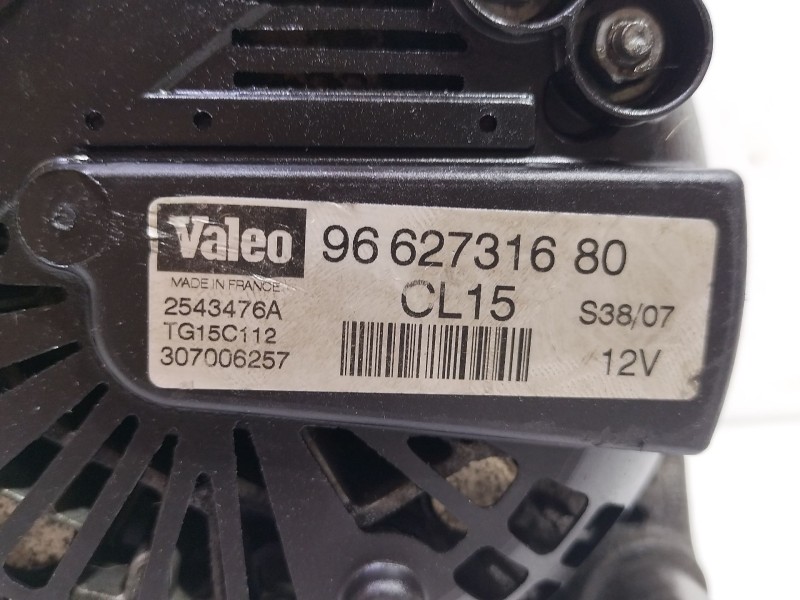 Valeo 96 627316 80
MADE IN FRANCE
CL15
2543476A
S38/07
TG15C112
307006257
12V